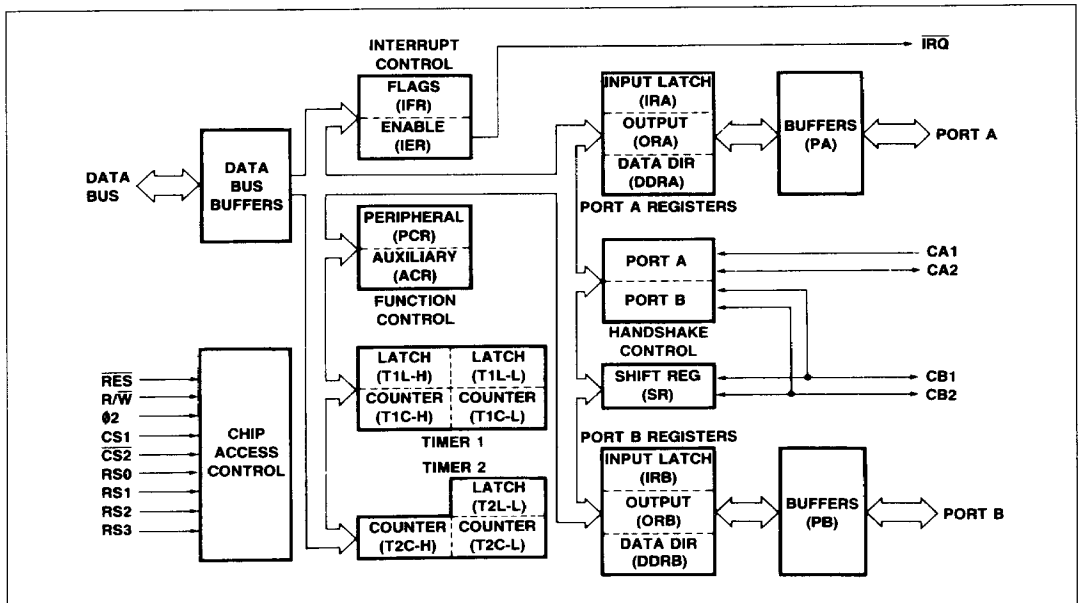 INTERRUPT
CONTROL
FLAGS
(IFR)
ENABLE
(IER)
I̅R̅Q̅
DATA
BUS
DATA
BUS
BUFFERS
PERIPHERAL
(PCR)
AUXILIARY
(ACR)
FUNCTION
CONTROL
INPUT LATCH
(IRA)
OUTPUT
(ORA)
DATA DIR
(DDRA)
PORT A REGISTERS
BUFFERS
(PA)
PORT A
PORT A
PORT B
HANDSHAKE
CONTROL
CA1
CA2
R̅E̅S̅
R/W̅
Φ2
CS1
C̅S̅2̅
RS0
RS1
RS2
RS3
CHIP
ACCESS
CONTROL
LATCH
(T1L-H)
LATCH
(T1L-L)
COUNTER
(T1C-H)
COUNTER
(T1C-L)
TIMER 1
TIMER 2
LATCH
(T2L-L)
COUNTER
(T2C-H)
COUNTER
(T2C-L)
SHIFT REG
(SR)
CB1
CB2
PORT B REGISTERS
INPUT LATCH
(IRB)
OUTPUT
(ORB)
DATA DIR
(DDRB)
BUFFERS
(PB)
PORT B